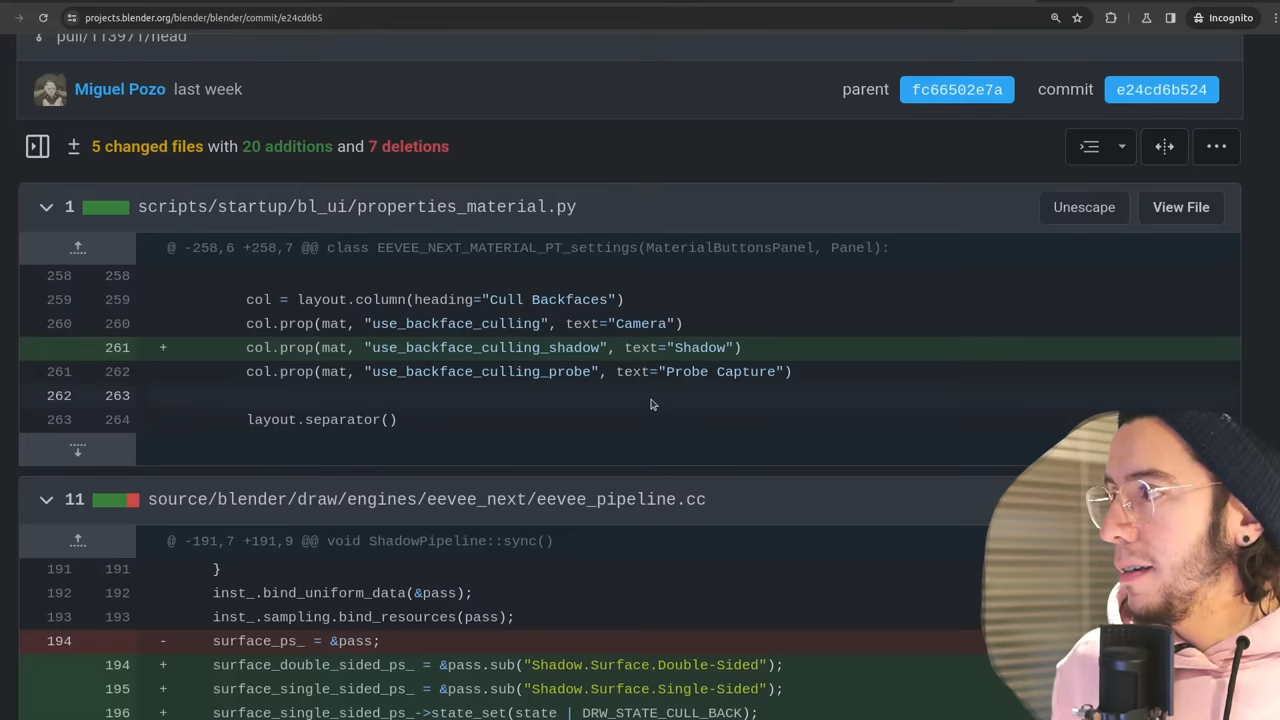 projects.blender.org/blender/blender/commit/e24cd6b5
Incognito
pull/113971/head
Miguel Pozo last week
parent fc66502e7a commit e24cd6b524
5 changed files with 20 additions and 7 deletions
1 scripts/startup/bl_ui/properties_material.py Unescape View File
@ -258,6 +258,7 @@ class EEVEE_NEXT_MATERIAL_PT_settings(MaterialButtonsPanel, Panel):
258 258
259 259 col = layout.column(heading="Cull Backfaces")
260 260 col.prop(mat, "use_backface_culling", text="Camera")
261 + col.prop(mat, "use_backface_culling_shadow", text="Shadow")
261 262 col.prop(mat, "use_backface_culling_probe", text="Probe Capture")
262 263
263 264 layout.separator()
11 source/blender/draw/engines/eevee_next/eevee_pipeline.cc
@ -191,7 +191,9 @@ void ShadowPipeline::sync()
191 191 }
192 192 inst_.bind_uniform_data(&pass);
193 193 inst_.sampling.bind_resources(pass);
194 - surface_ps_ = &pass;
194 + surface_double_sided_ps_ = &pass.sub("Shadow.Surface.Double-Sided");
195 + surface_single_sided_ps_ = &pass.sub("Shadow.Surface.Single-Sided");
196 + surface_single_sided_ps_->state_set(state | DRW_STATE_CULL_BACK);